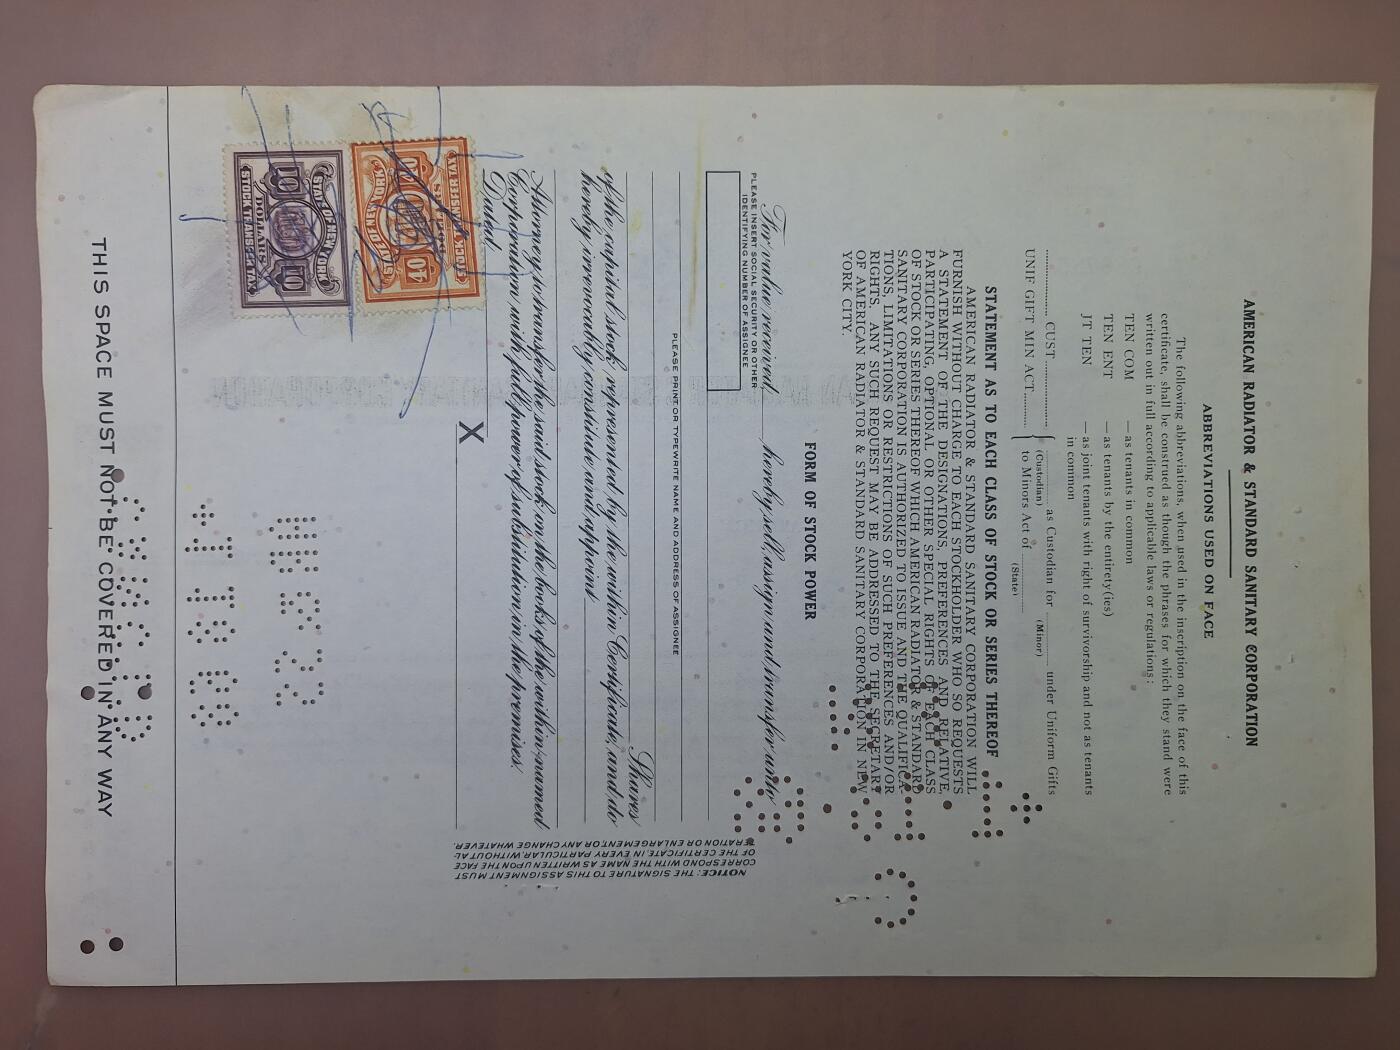 AMERICAN RADIATOR & STANDARD SANITARY CORPORATION
ABBREVIATIONS USED ON FACE
The following abbreviations, when used in the inscription on the face of this
certificate, shall be construed as though the phrases for which they stand were
written out in full according to applicable laws or regulations:
TEN COM — as tenants in common
TEN ENT — as tenants by the entirety(ies)
JT TEN — as joint tenants with right of survivorship and not as tenants
in common
CUST. as Custodian for under Uniform Gifts
(Custodian) (Minor)
UNIF GIFT MIN ACT to Minors Act of
(State)
STATEMENT AS TO EACH CLASS OF STOCK OR SERIES THEREOF
AMERICAN RADIATOR & STANDARD SANITARY CORPORATION WILL
FURNISH WITHOUT CHARGE TO EACH STOCKHOLDER WHO SO REQUESTS
A STATEMENT OF THE DESIGNATIONS, PREFERENCES AND RELATIVE,
PARTICIPATING, OPTIONAL OR OTHER SPECIAL RIGHTS OF EACH CLASS
OF STOCK OR SERIES THEREOF WHICH AMERICAN RADIATOR & STANDARD
SANITARY CORPORATION IS AUTHORIZED TO ISSUE AND THE QUALIFICA-
TIONS, LIMITATIONS OR RESTRICTIONS OF SUCH PREFERENCES AND/OR
RIGHTS. ANY SUCH REQUEST MAY BE ADDRESSED TO THE SECRETARY
OF AMERICAN RADIATOR & STANDARD SANITARY CORPORATION IN NEW
YORK CITY.
FORM OF STOCK POWER
For value received, hereby sell, assign and transfer unto
PLEASE INSERT SOCIAL SECURITY OR OTHER
IDENTIFYING NUMBER OF ASSIGNEE
PLEASE PRINT OR TYPEWRITE NAME AND ADDRESS OF ASSIGNEE
Shares
of the capital stock represented by the within Certificate, and do
hereby irrevocably constitute and appoint
Attorney to transfer the said stock on the books of the within named
Corporation with full power of substitution in the premises.
Dated
X
NOTICE: THE SIGNATURE TO THIS ASSIGNMENT MUST
CORRESPOND WITH THE NAME AS WRITTEN UPON THE FACE
OF THE CERTIFICATE, IN EVERY PARTICULAR, WITHOUT AL-
TERATION OR ENLARGEMENT OR ANY CHANGE WHATEVER.
STATE OF NEW YORK
10 10
DOLLARS
STOCK TRANSFER TAX
STOCK TRANSFER TAX
STATE OF NEW YORK
THIS SPACE MUST NOT BE COVERED IN ANY WAY